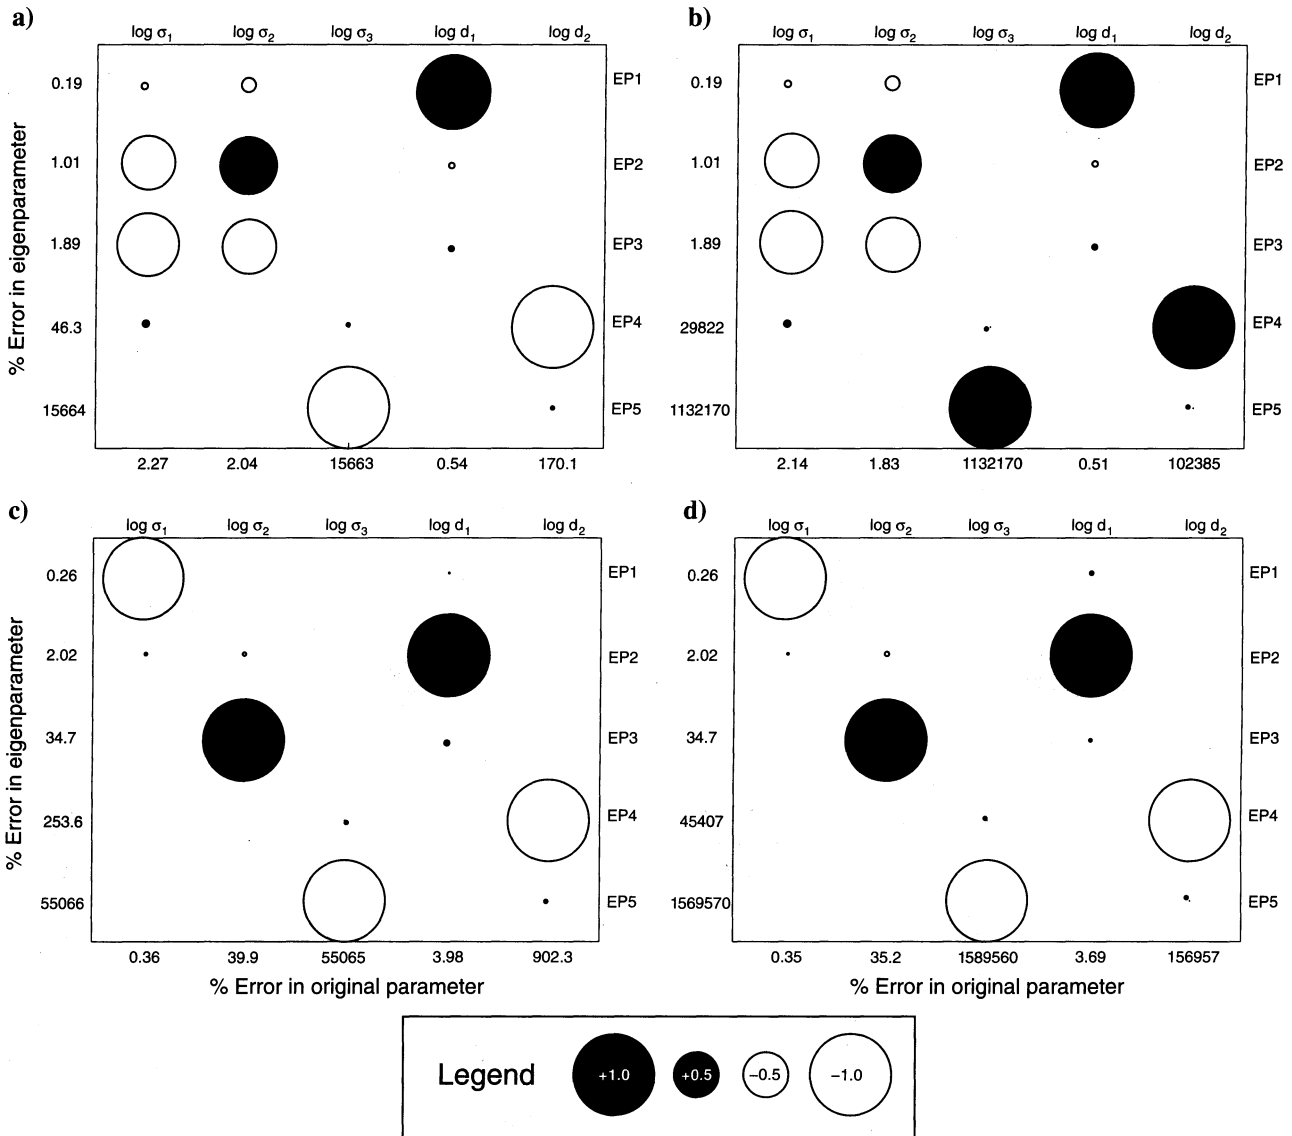 a)
log σ1 log σ2 log σ3 log d1 log d2
0.19 EP1
1.01 EP2
1.89 EP3
46.3 EP4
15664 EP5
2.27 2.04 15663 0.54 170.1
% Error in eigenparameter
b)
log σ1 log σ2 log σ3 log d1 log d2
0.19 EP1
1.01 EP2
1.89 EP3
29822 EP4
1132170 EP5
2.14 1.83 1132170 0.51 102385
c)
log σ1 log σ2 log σ3 log d1 log d2
0.26 EP1
2.02 EP2
34.7 EP3
253.6 EP4
55066 EP5
0.36 39.9 55065 3.98 902.3
% Error in eigenparameter
% Error in original parameter
d)
log σ1 log σ2 log σ3 log d1 log d2
0.26 EP1
2.02 EP2
34.7 EP3
45407 EP4
1569570 EP5
0.35 35.2 1589560 3.69 156957
% Error in original parameter
Legend +1.0 +0.5 −0.5 −1.0